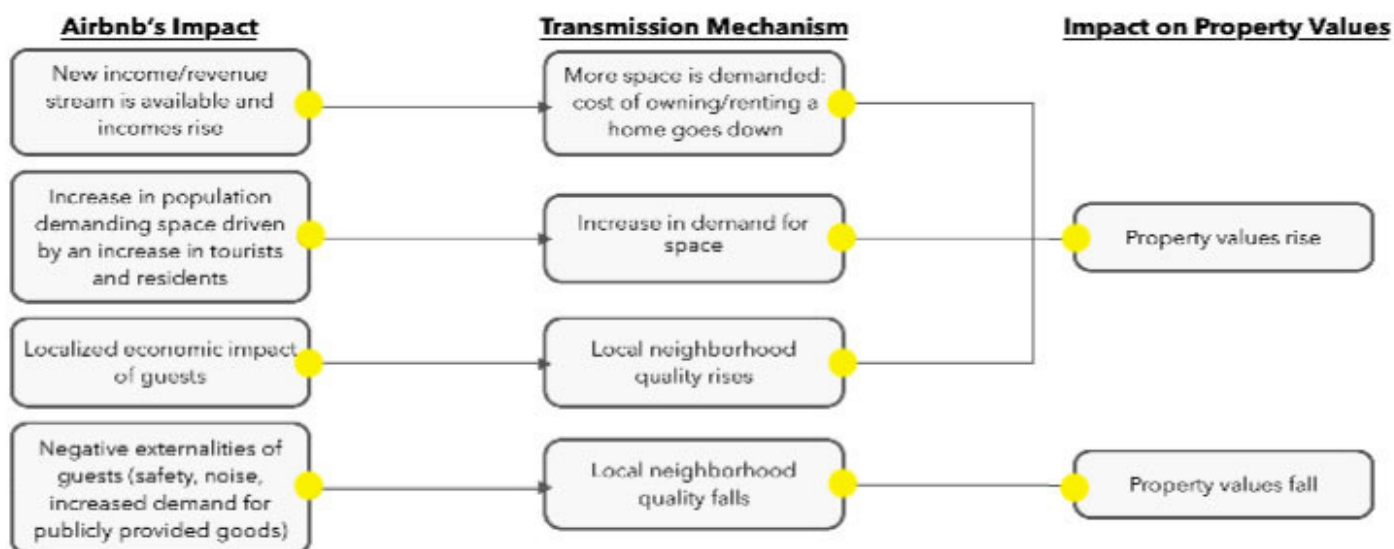 Airbnb's Impact
Transmission Mechanism
Impact on Property Values
New income/revenue
stream is available and
incomes rise
More space is demanded:
cost of owning/renting a
home goes down
Increase in population
demanding space driven
by an increase in tourists
and residents
Increase in demand for
space
Property values rise
Localized economic impact
of guests
Local neighborhood
quality rises
Negative externalities of
guests (safety, noise,
increased demand for
publicly provided goods)
Local neighborhood
quality falls
Property values fall